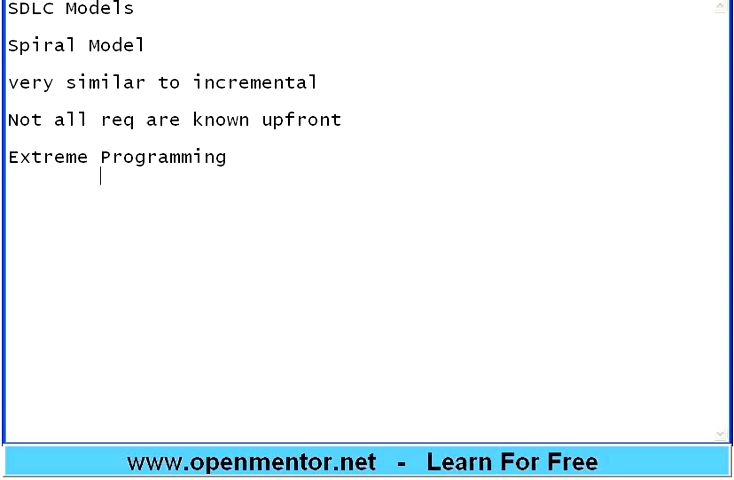 SDLC Models
Spiral Model
very similar to incremental
Not all req are known upfront
Extreme Programming
www.openmentor.net - Learn For Free